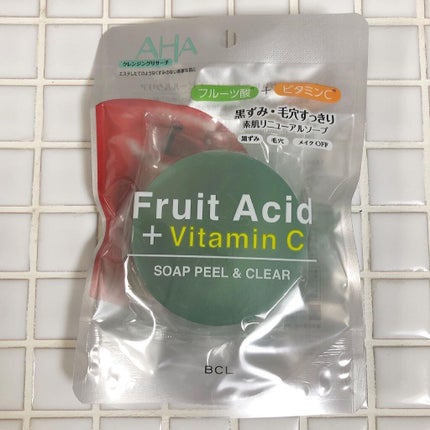 AHA
クレンジングリサーチ
フルーツ酸 + ビタミンC
黒ずみ・毛穴すっきり
素肌リニューアルソープ
黒ずみ 毛穴 メイクOFF
Fruit Acid
+ Vitamin C
SOAP PEEL & CLEAR
BCL